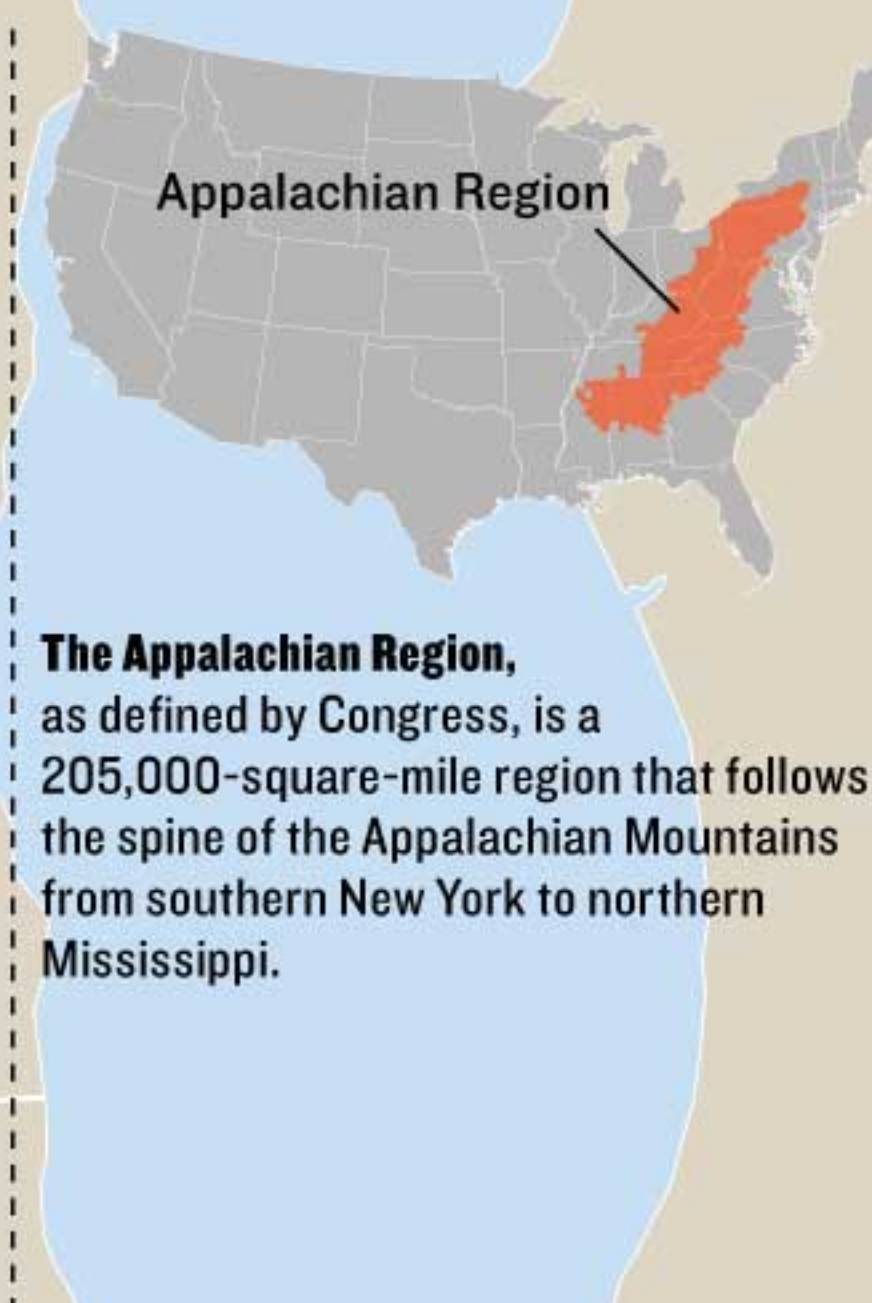 Appalachian Region
The Appalachian Region,
as defined by Congress, is a
205,000-square-mile region that follows
the spine of the Appalachian Mountains
from southern New York to northern
Mississippi.